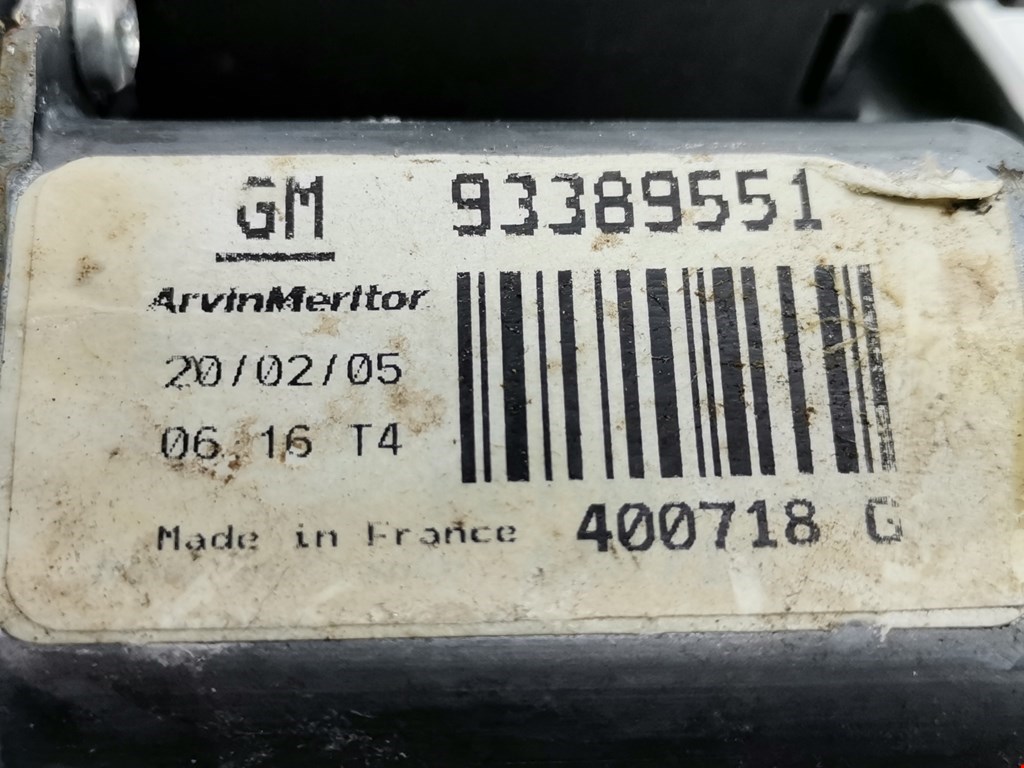 GM 93389551
ArvinMeritor
20/02/05
06 16 T4
Made in France 400718 G